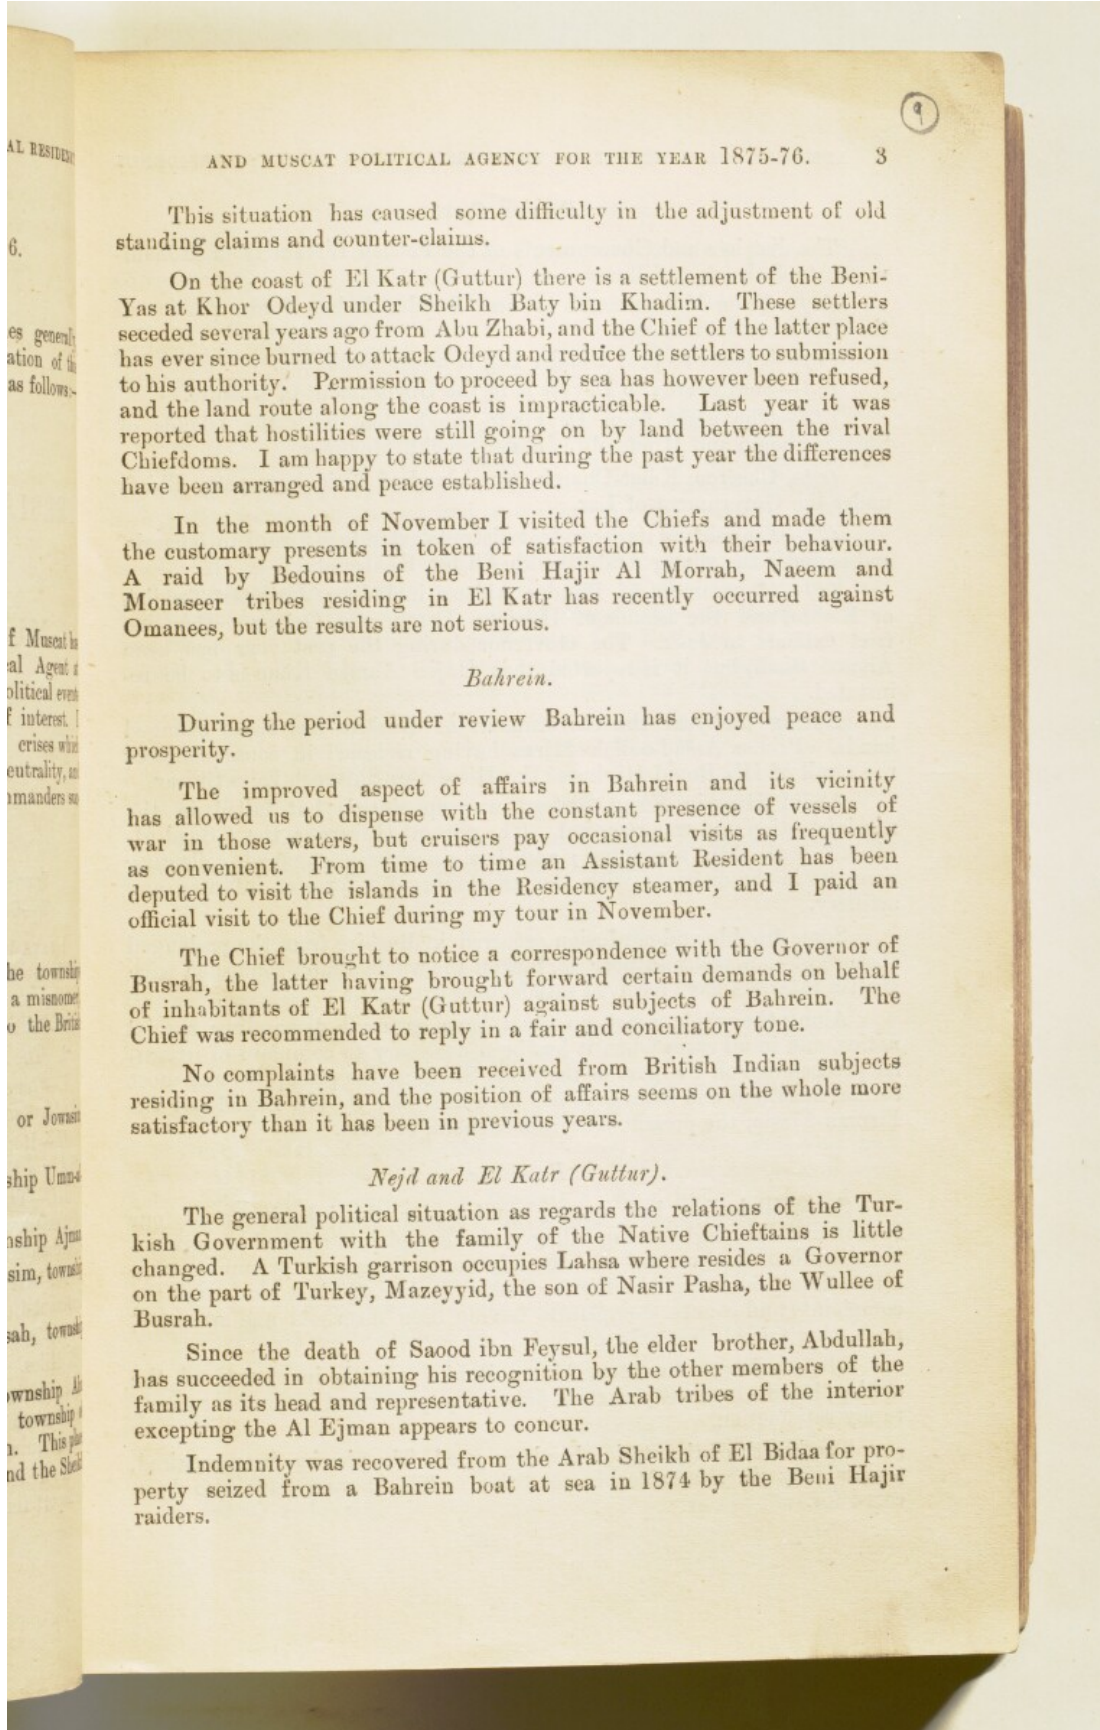 9
AND MUSCAT POLITICAL AGENCY FOR THE YEAR 1875-76. 3
This situation has caused some difficulty in the adjustment of old
standing claims and counter-claims.
On the coast of El Katr (Guttur) there is a settlement of the Beni-
Yas at Khor Odeyd under Sheikh Baty bin Khadim. These settlers
seceded several years ago from Abu Zhabi, and the Chief of the latter place
has ever since burned to attack Odeyd and reduce the settlers to submission
to his authority. Permission to proceed by sea has however been refused,
and the land route along the coast is impracticable. Last year it was
reported that hostilities were still going on by land between the rival
Chiefdoms. I am happy to state that during the past year the differences
have been arranged and peace established.
In the month of November I visited the Chiefs and made them
the customary presents in token of satisfaction with their behaviour.
A raid by Bedouins of the Beni Hajir Al Morrah, Naeem and
Monaseer tribes residing in El Katr has recently occurred against
Omanees, but the results are not serious.
Bahrein.
During the period under review Bahrein has enjoyed peace and
prosperity.
The improved aspect of affairs in Bahrein and its vicinity
has allowed us to dispense with the constant presence of vessels of
war in those waters, but cruisers pay occasional visits as frequently
as convenient. From time to time an Assistant Resident has been
deputed to visit the islands in the Residency steamer, and I paid an
official visit to the Chief during my tour in November.
The Chief brought to notice a correspondence with the Governor of
Busrah, the latter having brought forward certain demands on behalf
of inhabitants of El Katr (Guttur) against subjects of Bahrein. The
Chief was recommended to reply in a fair and conciliatory tone.
No complaints have been received from British Indian subjects
residing in Bahrein, and the position of affairs seems on the whole more
satisfactory than it has been in previous years.
Nejd and El Katr (Guttur).
The general political situation as regards the relations of the Tur-
kish Government with the family of the Native Chieftains is little
changed. A Turkish garrison occupies Lahsa where resides a Governor
on the part of Turkey, Mazeyyid, the son of Nasir Pasha, the Wullee of
Busrah.
Since the death of Saood ibn Feysul, the elder brother, Abdullah,
has succeeded in obtaining his recognition by the other members of the
family as its head and representative. The Arab tribes of the interior
excepting the Al Ejman appears to concur.
Indemnity was recovered from the Arab Sheikh of El Bidaa for pro-
perty seized from a Bahrein boat at sea in 1874 by the Beni Hajir
raiders.